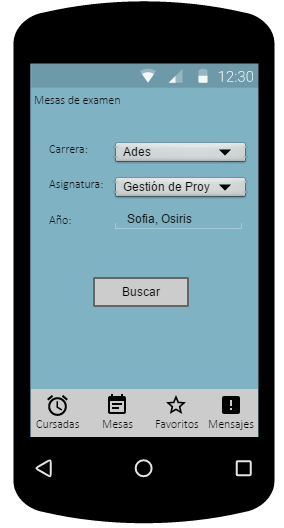 12:30
Mesas de examen
Carrera: Ades
Asignatura: Gestión de Proy
Año: Sofia, Osiris
Buscar
Cursadas Mesas Favoritos Mensajes